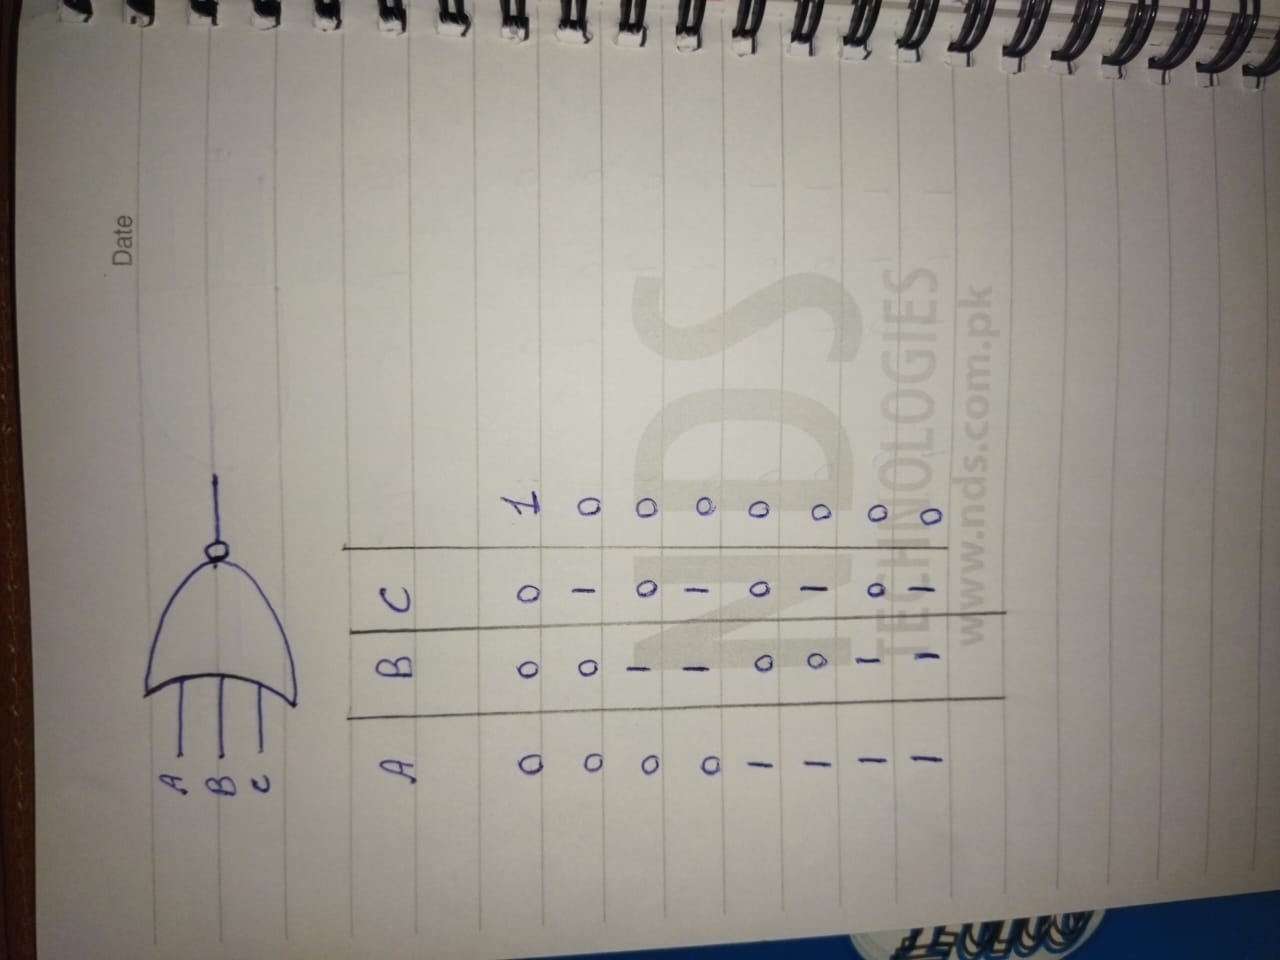 Date
A
B
C
A B C
0 0 0 1
0 0 1 0
0 1 0 0
0 1 1 0
1 0 0 0
1 0 1 0
1 1 0 0
1 1 1 0
NDS
TECHNOLOGIES
www.nds.com.pk